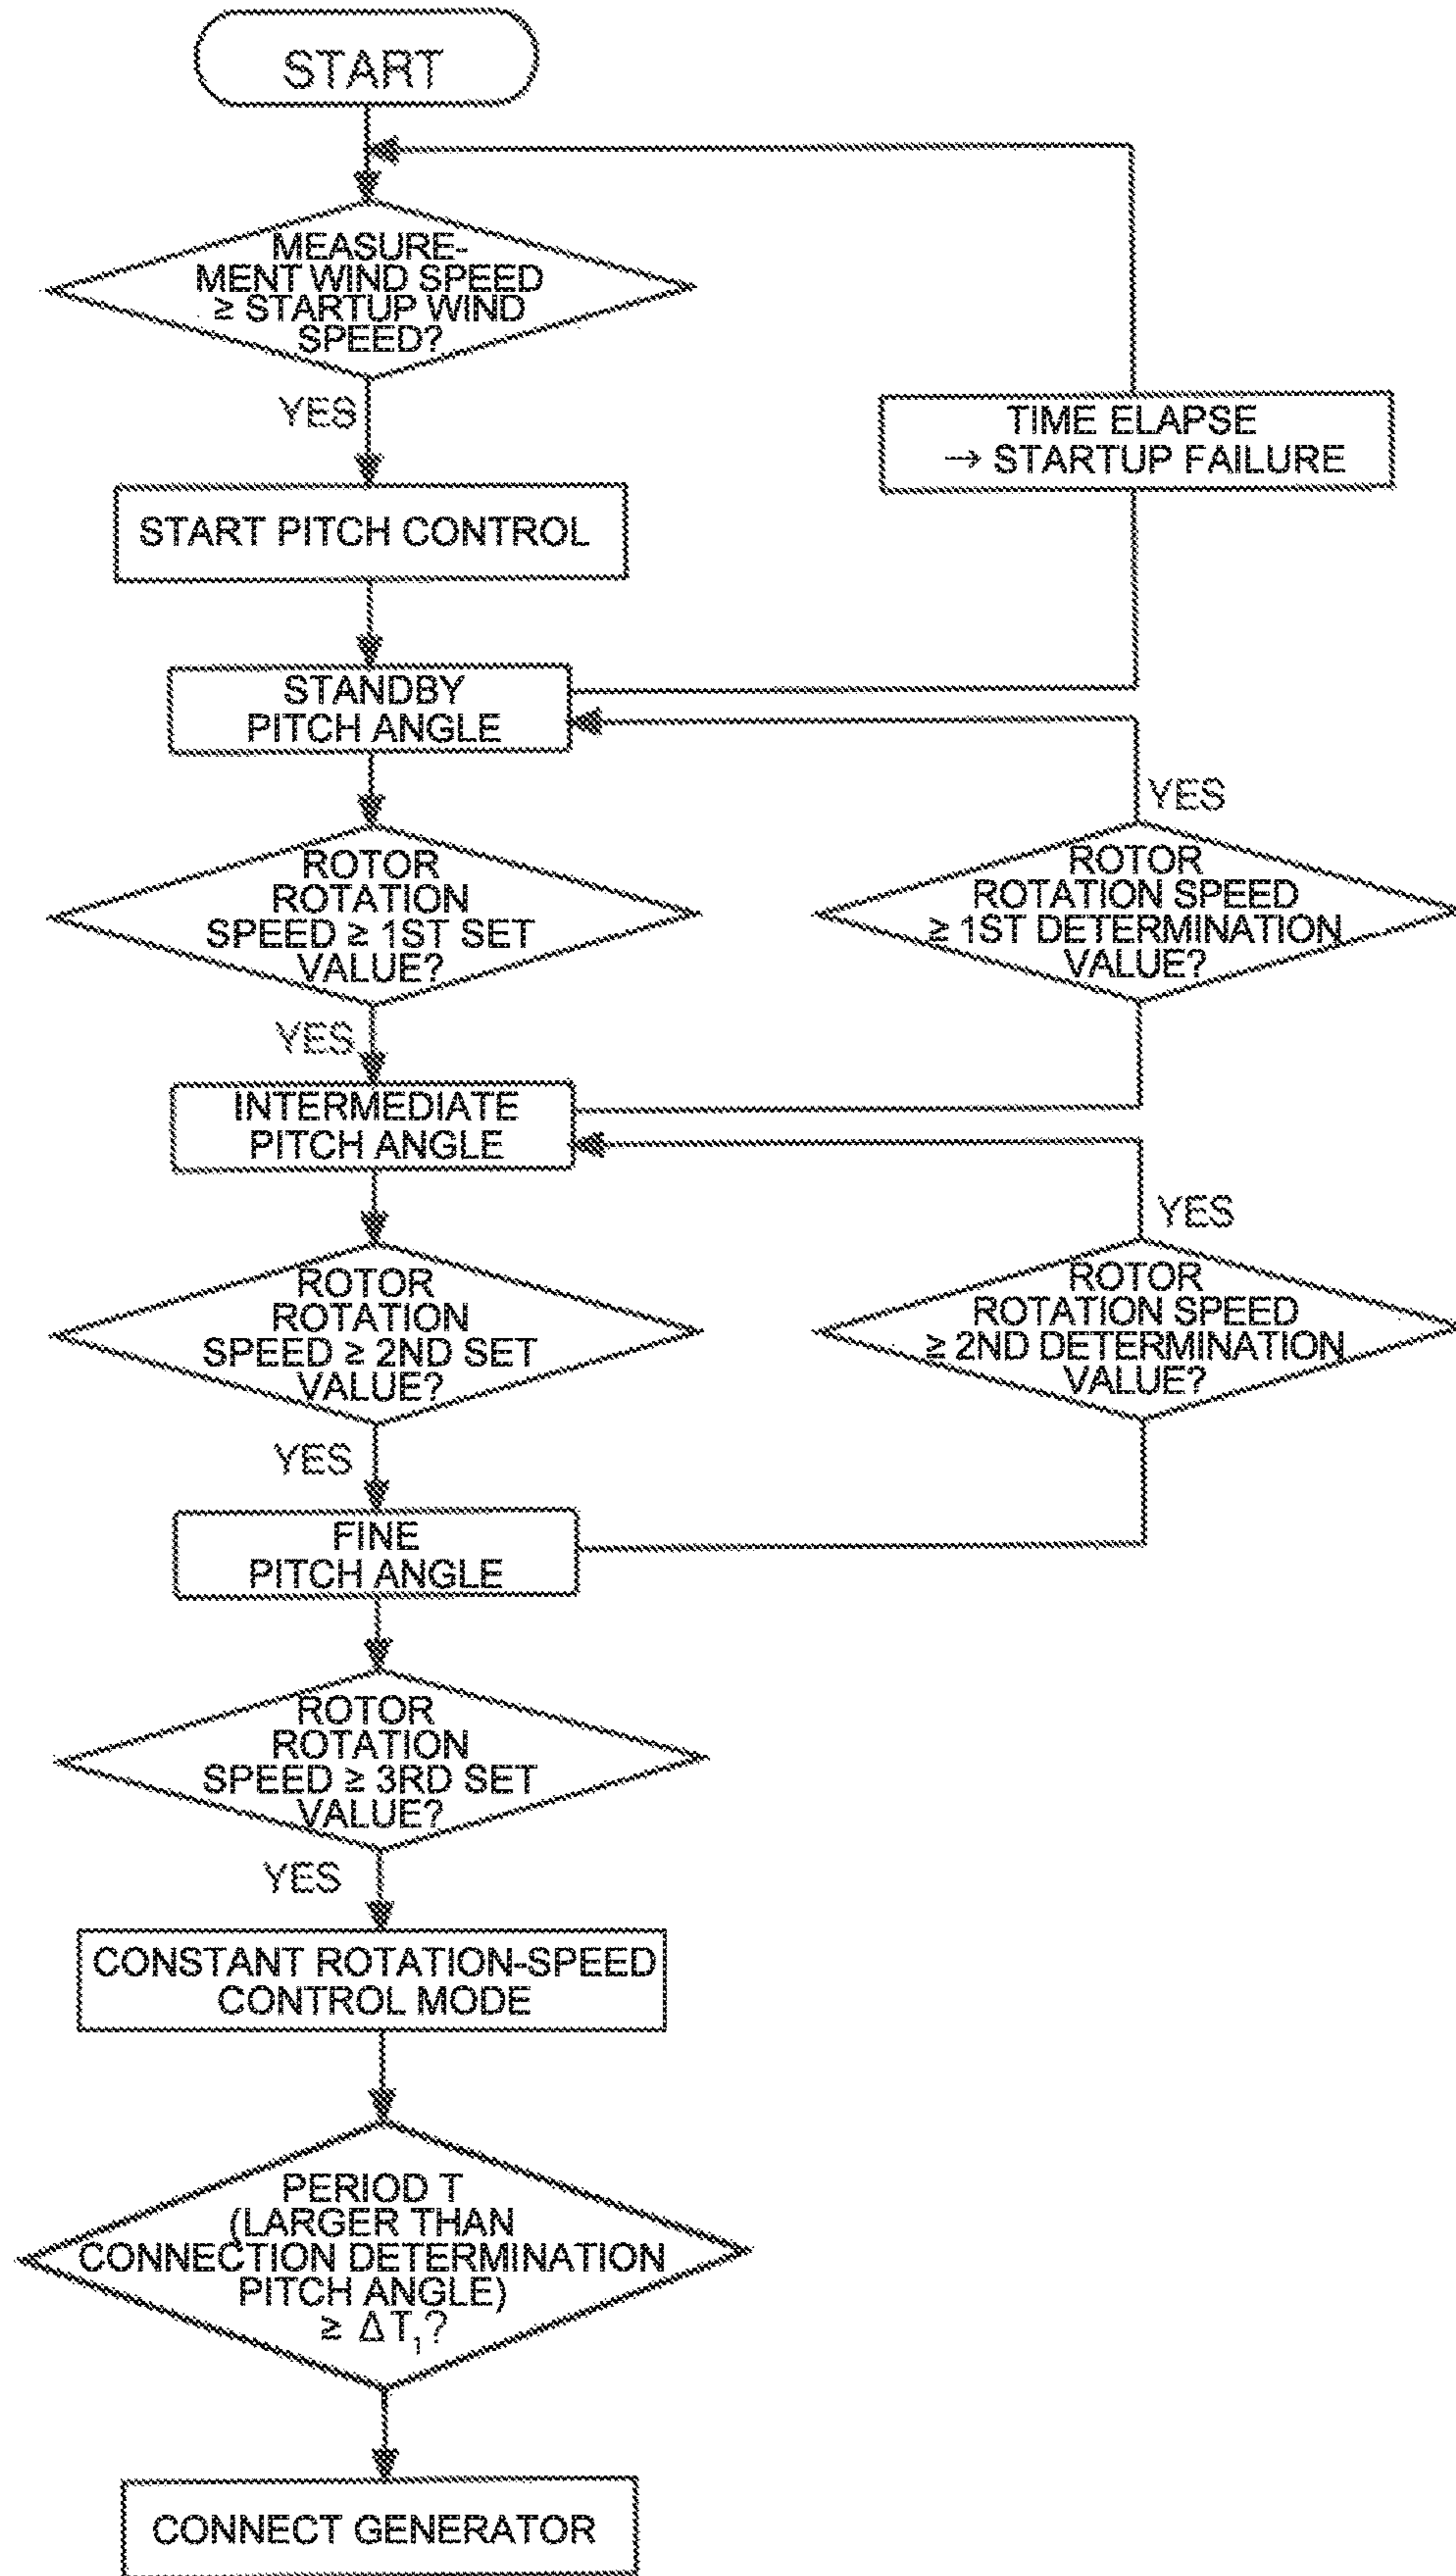 START
MEASURE-
MENT WIND SPEED
≥ STARTUP WIND
SPEED?
YES
TIME ELAPSE
→ STARTUP FAILURE
START PITCH CONTROL
STANDBY
PITCH ANGLE
YES
ROTOR
ROTATION
SPEED ≥ 1ST SET
VALUE?
ROTOR
ROTATION SPEED
≥ 1ST DETERMINATION
VALUE?
YES
INTERMEDIATE
PITCH ANGLE
YES
ROTOR
ROTATION
SPEED ≥ 2ND SET
VALUE?
ROTOR
ROTATION SPEED
≥ 2ND DETERMINATION
VALUE?
YES
FINE
PITCH ANGLE
ROTOR
ROTATION
SPEED ≥ 3RD SET
VALUE?
YES
CONSTANT ROTATION-SPEED
CONTROL MODE
PERIOD T
(LARGER THAN
CONNECTION DETERMINATION
PITCH ANGLE)
≥ ΔT₁?
CONNECT GENERATOR